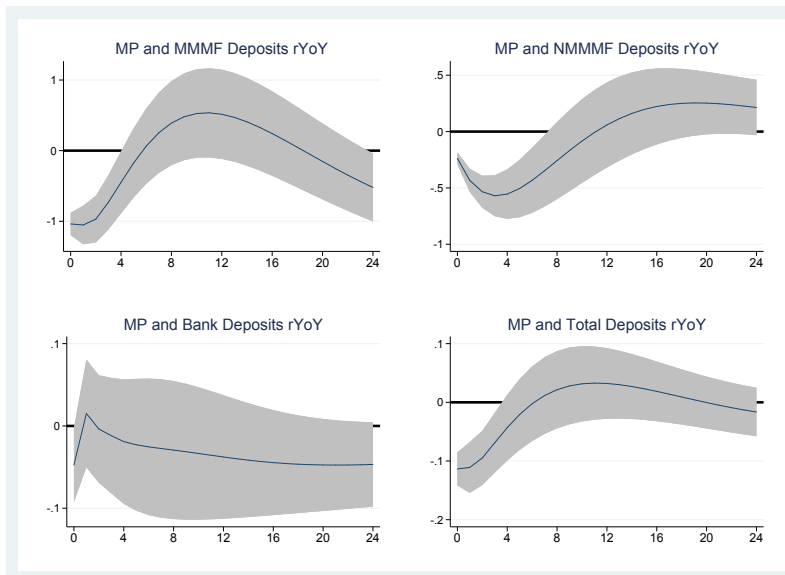 MP and MMMF Deposits rYoY
1
0
-1
0 4 8 12 16 20 24
MP and NMMMF Deposits rYoY
.5
0
-.5
-1
0 4 8 12 16 20 24
MP and Bank Deposits rYoY
.1
0
-.1
0 4 8 12 16 20 24
MP and Total Deposits rYoY
.1
0
-.1
-.2
0 4 8 12 16 20 24